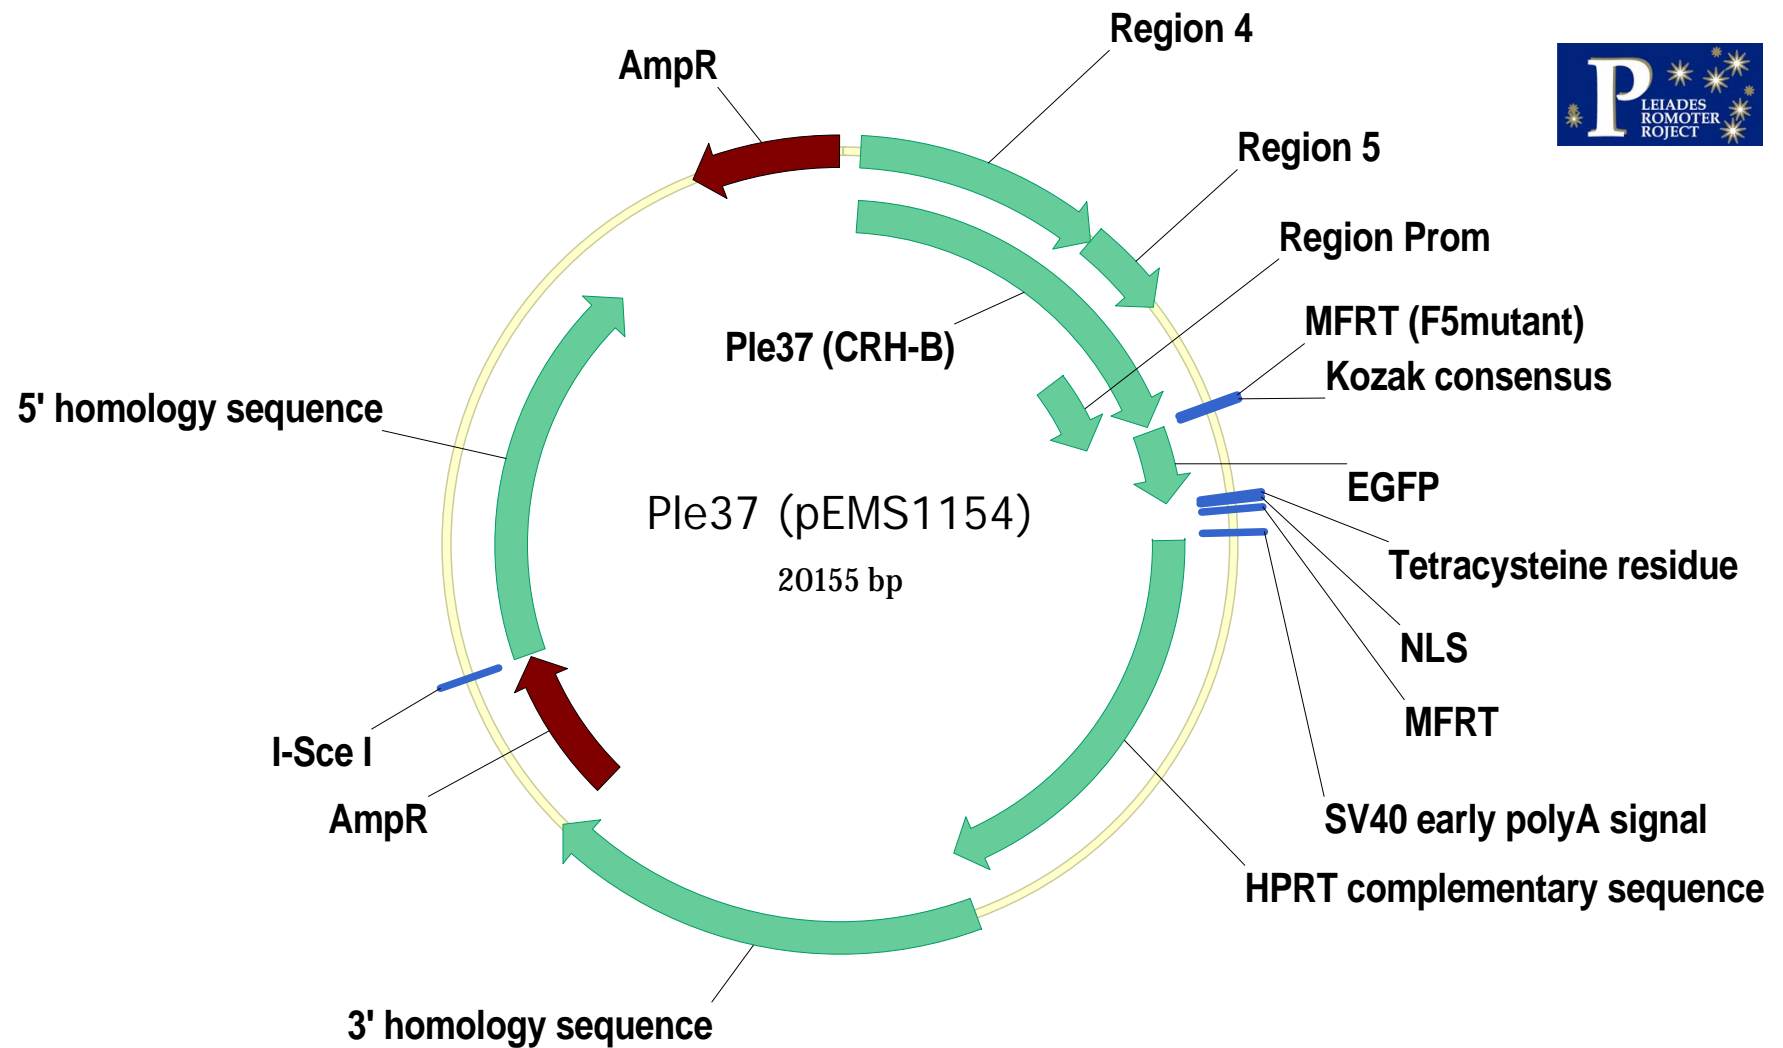 Region 4
AmpR
PLEIADES
PROMOTER
PROJECT
Region 5
Region Prom
MFRT (F5mutant)
Ple37 (CRH-B)
Kozak consensus
5' homology sequence
EGFP
Ple37 (pEMS1154)
20155 bp
Tetracysteine residue
NLS
MFRT
I-Sce I
AmpR
SV40 early polyA signal
HPRT complementary sequence
3' homology sequence